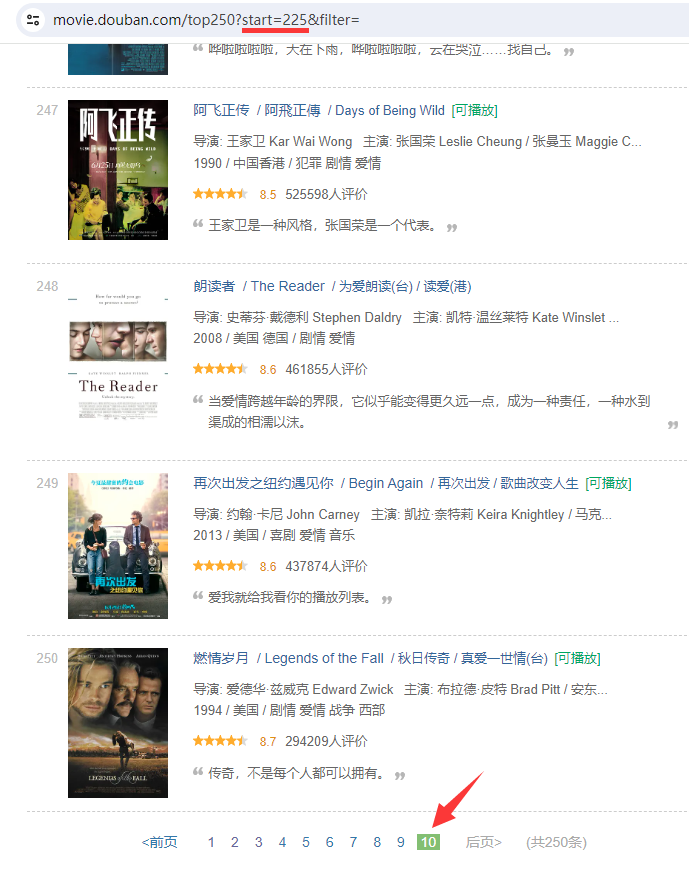 movie.douban.com/top250?start=225&filter=
哗啦啦啦啦，天在下雨，哗啦啦啦啦，云在哭泣……找自己。
247
阿飞正传 / 阿飛正傳 / Days of Being Wild [可播放]
导演: 王家卫 Kar Wai Wong 主演: 张国荣 Leslie Cheung / 张曼玉 Maggie C...
1990 / 中国香港 / 犯罪 剧情 爱情
8.5 525598人评价
王家卫是一种风格，张国荣是一个代表。
阿飞正传
DAYS OF BEING WILD
248
朗读者 / The Reader / 为爱朗读(台) / 读爱(港)
导演: 史蒂芬·戴德利 Stephen Daldry 主演: 凯特·温丝莱特 Kate Winslet ...
2008 / 美国 德国 / 剧情 爱情
8.6 461855人评价
当爱情跨越年龄的界限，它似乎能变得更久远一点，成为一种责任，一种水到
渠成的相濡以沫。
How far would you go
to protect a secret?
The Reader
249
再次出发之纽约遇见你 / Begin Again / 再次出发 / 歌曲改变人生 [可播放]
导演: 约翰·卡尼 John Carney 主演: 凯拉·奈特莉 Keira Knightley / 马克...
2013 / 美国 / 喜剧 爱情 音乐
8.6 437874人评价
爱我就给我看你的播放列表。
再次出发
之纽约遇见你
250
燃情岁月 / Legends of the Fall / 秋日传奇 / 真爱一世情(台) [可播放]
导演: 爱德华·兹威克 Edward Zwick 主演: 布拉德·皮特 Brad Pitt / 安东...
1994 / 美国 / 剧情 爱情 战争 西部
8.7 294209人评价
传奇，不是每个人都可以拥有。
LEGENDS of the FALL
<前页 1 2 3 4 5 6 7 8 9 10 后页> (共250条)